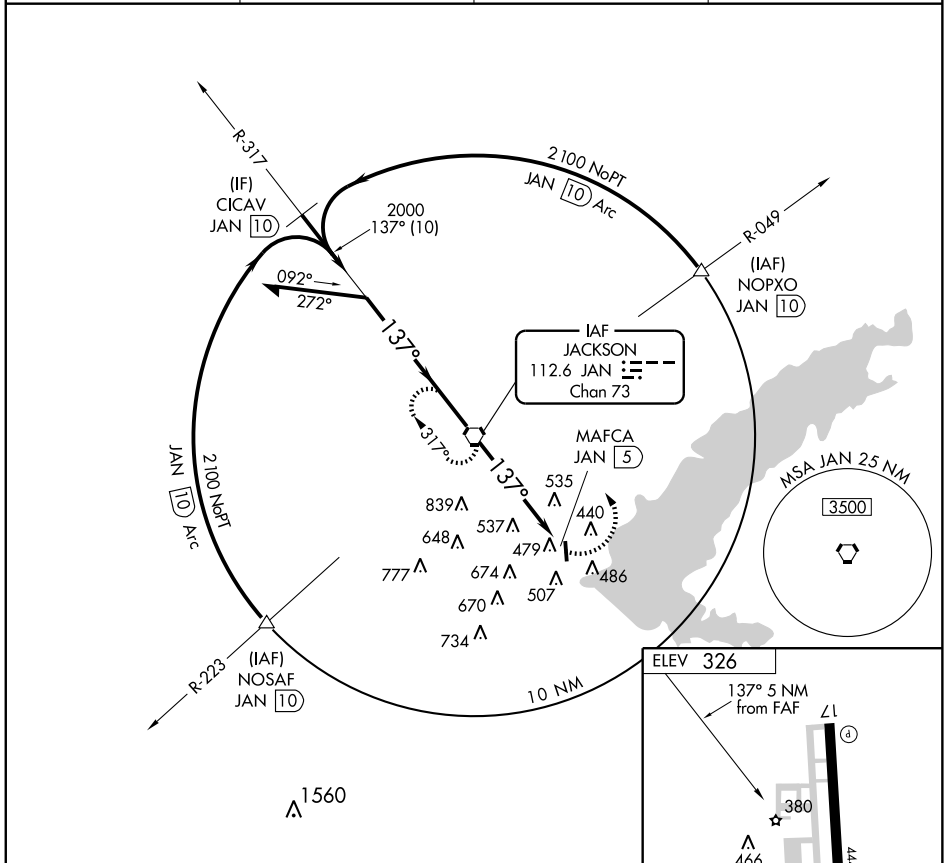 R-317
(IF)
CICAV
JAN 10
2000
137° (10)
2100 NoPT
JAN 10 Arc
R-049
(IAF)
NOPXO
JAN 10
092°
272°
137°
IAF
JACKSON
112.6 JAN
Chan 73
317°
137°
MAFCA
JAN 5
MSA JAN 25 NM
3500
2100 NoPT
JAN 10 Arc
839
535
537
440
648
479
777
674
507
486
670
734
R-223
(IAF)
NOSAF
JAN 10
10 NM
1560
ELEV 326
137° 5 NM
from FAF
17
P
380
466